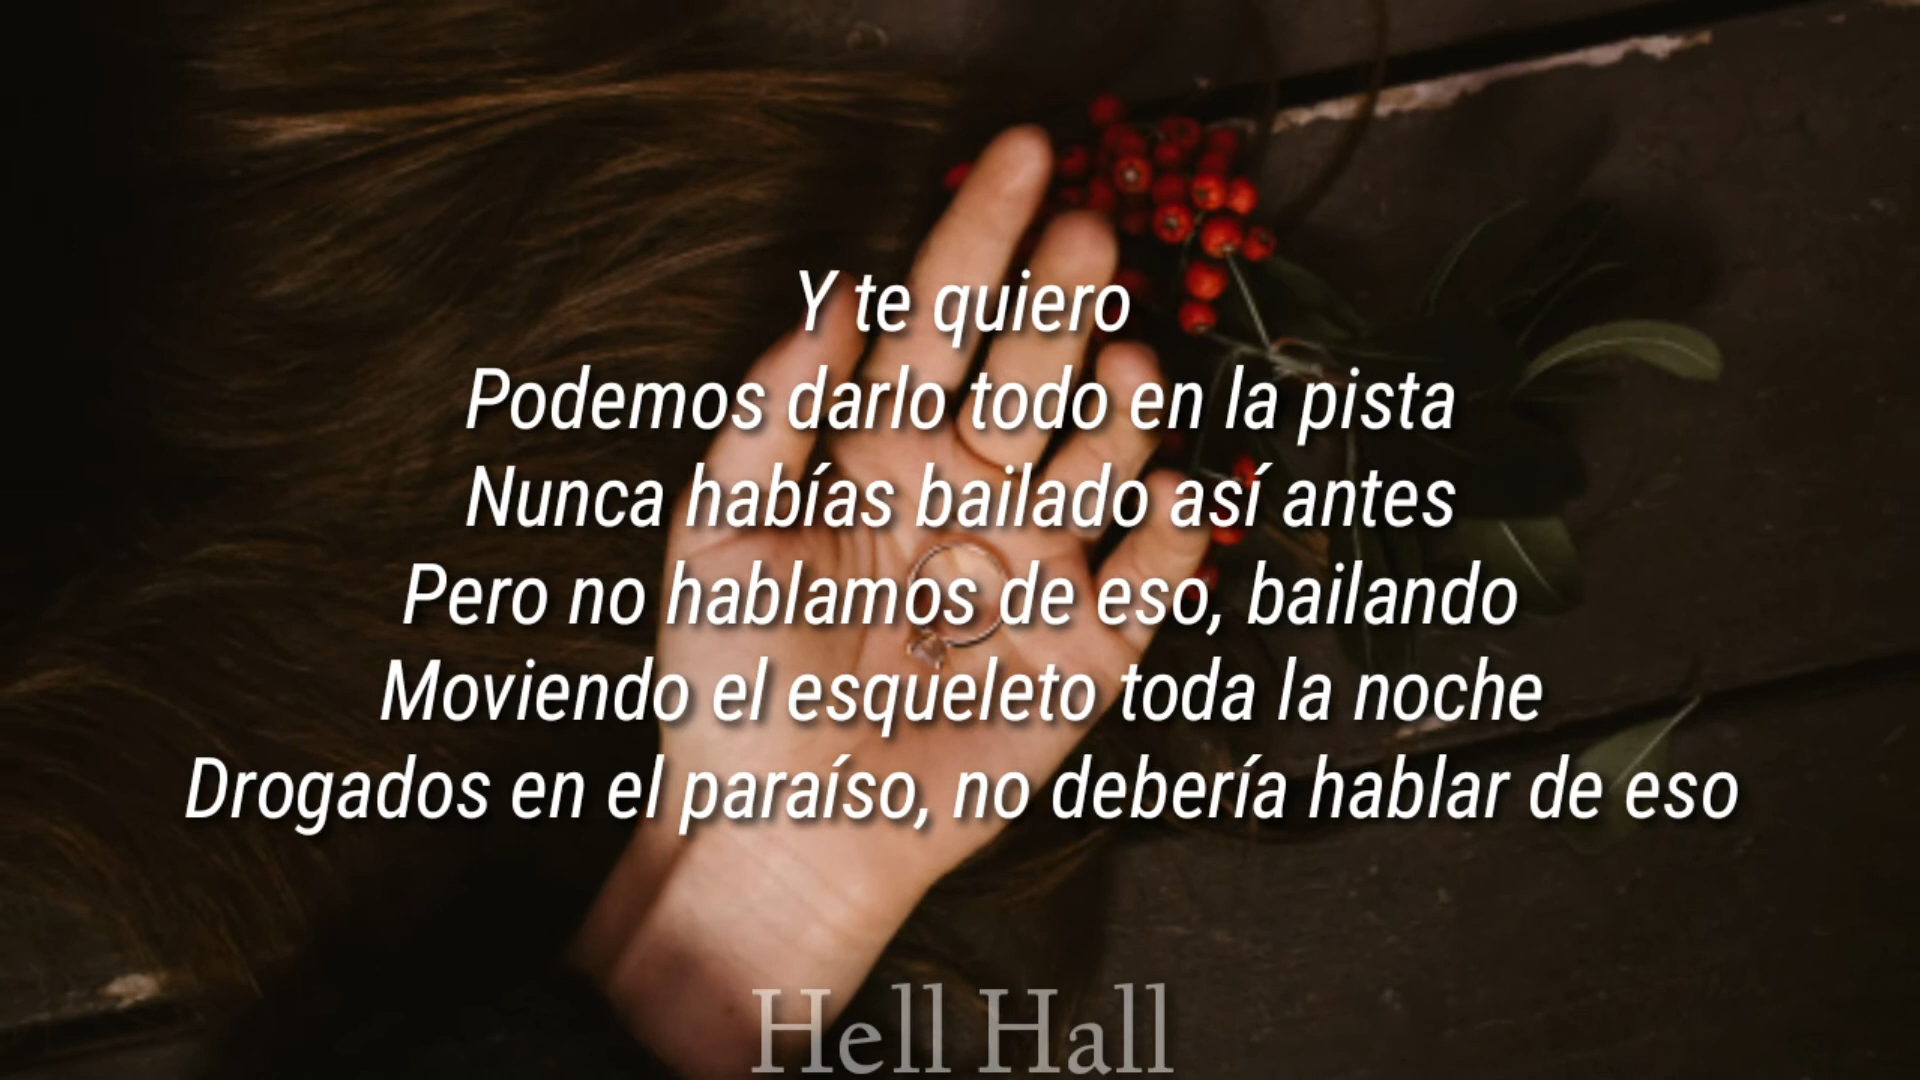 Y te quiero
Podemos darlo todo en la pista
Nunca habías bailado así antes
Pero no hablamos de eso, bailando
Moviendo el esqueleto toda la noche
Drogados en el paraíso, no debería hablar de eso
Hell Hall